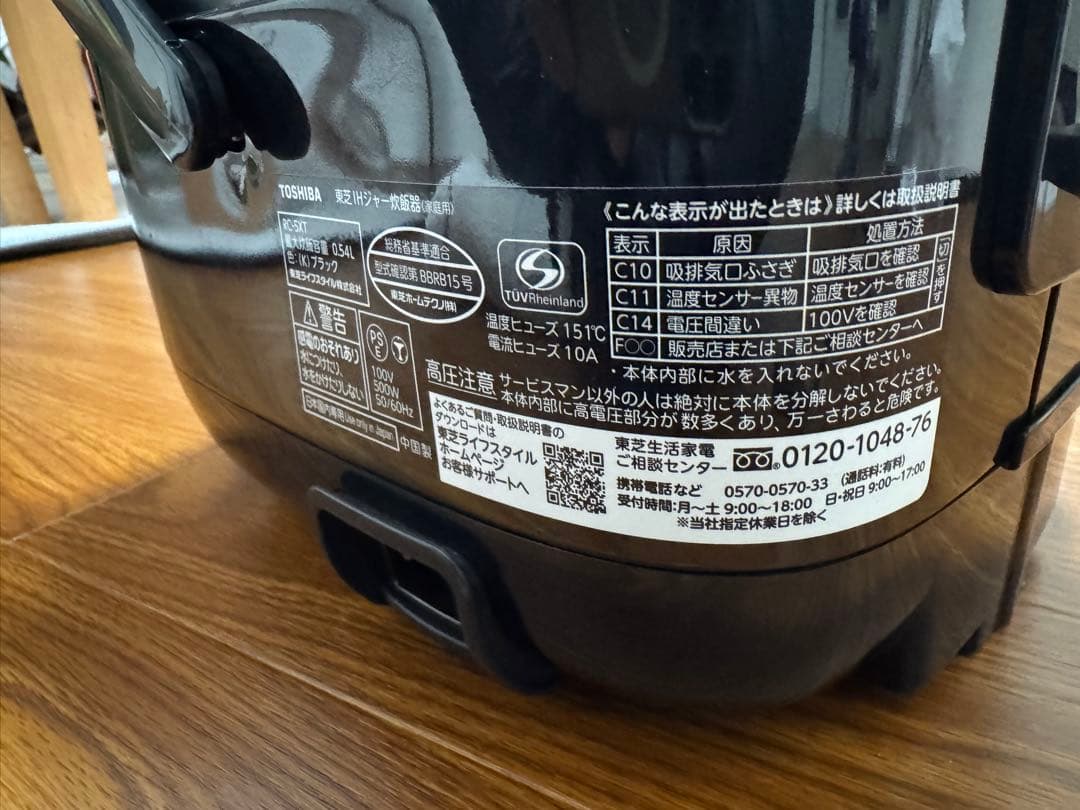 TOSHIBA 東芝IHジャー炊飯器(家庭用)
RC-5XT
最大炊飯容量 0.54L
色:(K)ブラック
東芝ライフスタイル株式会社
総務省基準適合
型式確認第 BBRB15号
東芝ホームテクノ(株)
TÜVRheinland
温度ヒューズ 151℃
電流ヒューズ 10A
警告
感電のおそれあり
水につけたり、
水をかけたりしない
PSE
100V
500W
50/60Hz
日本国内専用 Use only in Japan
中国製
《こんな表示が出たときは》詳しくは取扱説明書
表示 原因 処置方法
C10 吸排気口ふさぎ 吸排気口を確認
C11 温度センサー異物 温度センサーを確認
C14 電圧間違い 100Vを確認
切を押す
F○○ 販売店または下記ご相談センターへ
・本体内部に水を入れないでください。
高圧注意 サービスマン以外の人は絶対に本体を分解しないでください。
本体内部に高電圧部分が数多くあり、万一さわると危険です。
よくあるご質問・取扱説明書の
ダウンロードは
東芝ライフスタイル
ホームページ
お客様サポートへ
東芝生活家電
ご相談センター 0120-1048-76
携帯電話など 0570-0570-33 (通話料:有料)
受付時間:月〜土 9:00〜18:00 日・祝日 9:00〜17:00
※当社指定休業日を除く